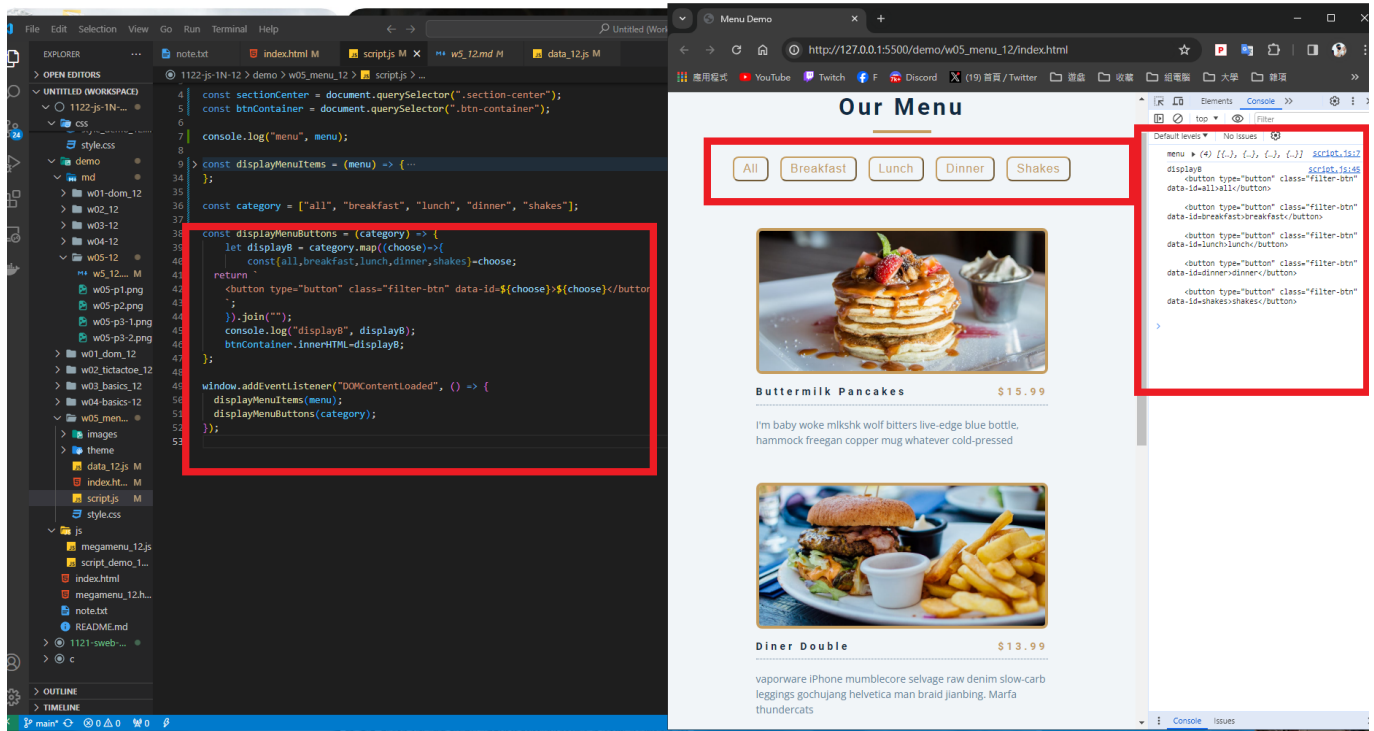 File Edit Selection View Go Run Terminal Help
Untitled (Work
EXPLORER
note.txt
index.html M
script.js M
w5_12.md M
data_12.js M
OPEN EDITORS
UNTITLED (WORKSPACE)
1122-js-1N-...
css
style.css
demo
md
w01-dom_12
w02_12
w03-12
w04-12
w05-12
w5_12.... M
w05-p1.png
w05-p2.png
w05-p3-1.png
w05-p3-2.png
w01_dom_12
w02_tictactoe_12
w03_basics_12
w04-basics-12
w05_men...
images
theme
data_12.js M
index.ht... M
script.js M
style.css
js
megamenu_12.js
script_demo_1...
index.html
megamenu_12.h...
note.txt
README.md
1121-sweb-...
c
OUTLINE
TIMELINE
main* 0 0 0
1122-js-1N-12 > demo > w05_menu_12 > script.js > ...
4 const sectionCenter = document.querySelector(".section-center");
5 const btnContainer = document.querySelector(".btn-container");
6
7 console.log("menu", menu);
8
9 const displayMenuItems = (menu) => { ...
34 };
35
36 const category = ["all", "breakfast", "lunch", "dinner", "shakes"];
37
38 const displayMenuButtons = (category) => {
39 let displayB = category.map((choose)=>{
40 const{all,breakfast,lunch,dinner,shakes}=choose;
41 return `
42 <button type="button" class="filter-btn" data-id=${choose}>${choose}</button
43 `;
44 }).join("");
45 console.log("displayB", displayB);
46 btnContainer.innerHTML=displayB;
47 };
48
49 window.addEventListener("DOMContentLoaded", () => {
50 displayMenuItems(menu);
51 displayMenuButtons(category);
52 });
53
Menu Demo
http://127.0.0.1:5500/demo/w05_menu_12/index.html
應用程式 YouTube Twitch F Discord (19) 首頁 / Twitter 遊戲 收藏 組電腦 大學 雜項
Our Menu
All Breakfast Lunch Dinner Shakes
Buttermilk Pancakes $15.99
I'm baby woke mlkshk wolf bitters live-edge blue bottle,
hammock freegan copper mug whatever cold-pressed
Diner Double $13.99
vaporware iPhone mumblecore selvage raw denim slow-carb
leggings gochujang helvetica man braid jianbing. Marfa
thundercats
Elements Console
top Filter
Default levels No Issues
menu (4) [{…}, {…}, {…}, {…}] script.js:7
displayB script.js:45
<button type="button" class="filter-btn"
data-id=all>all</button>
<button type="button" class="filter-btn"
data-id=breakfast>breakfast</button>
<button type="button" class="filter-btn"
data-id=lunch>lunch</button>
<button type="button" class="filter-btn"
data-id=dinner>dinner</button>
<button type="button" class="filter-btn"
data-id=shakes>shakes</button>
Console Issues